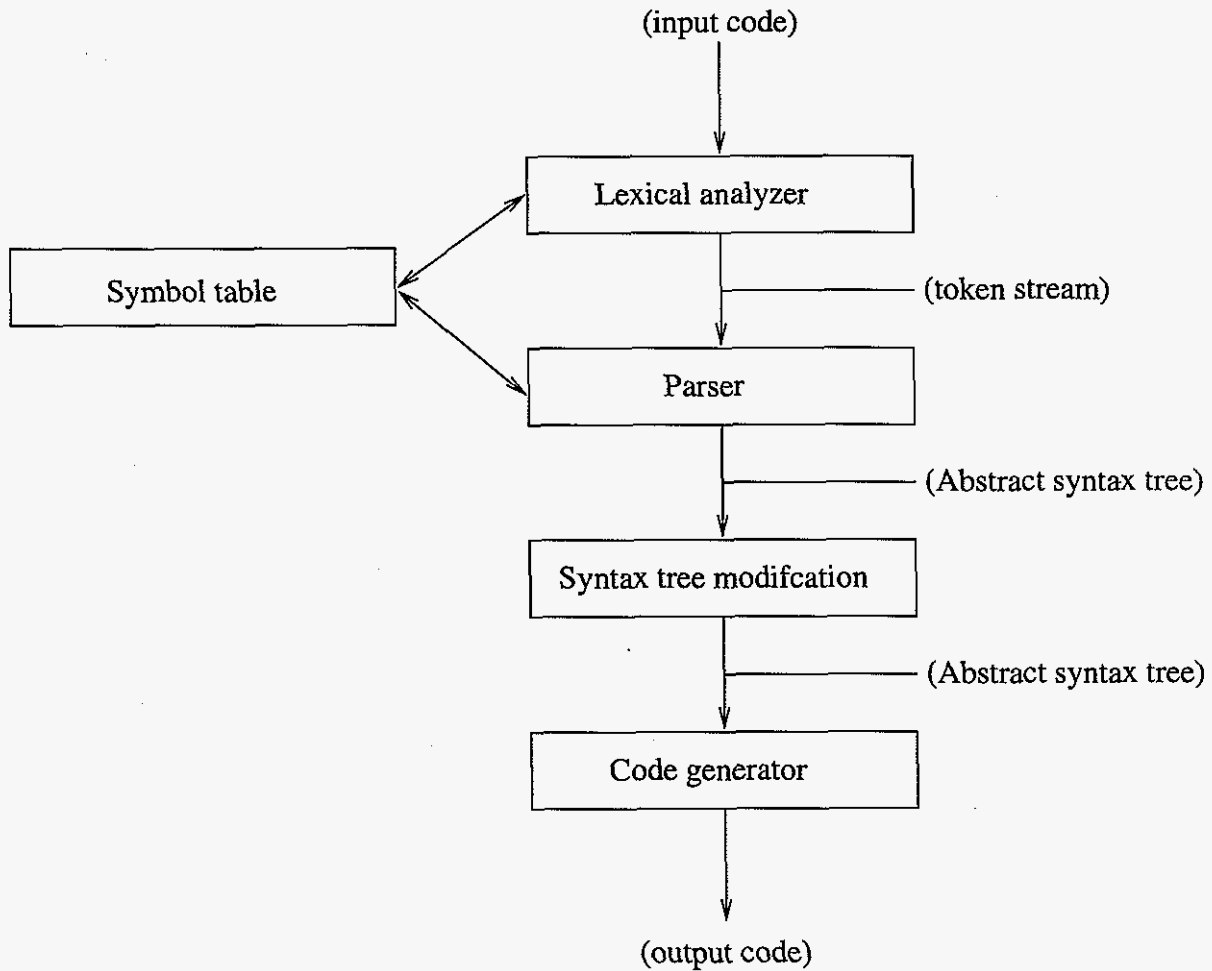 (input code)
Lexical analyzer
Symbol table
(token stream)
Parser
(Abstract syntax tree)
Syntax tree modifcation
(Abstract syntax tree)
Code generator
(output code)